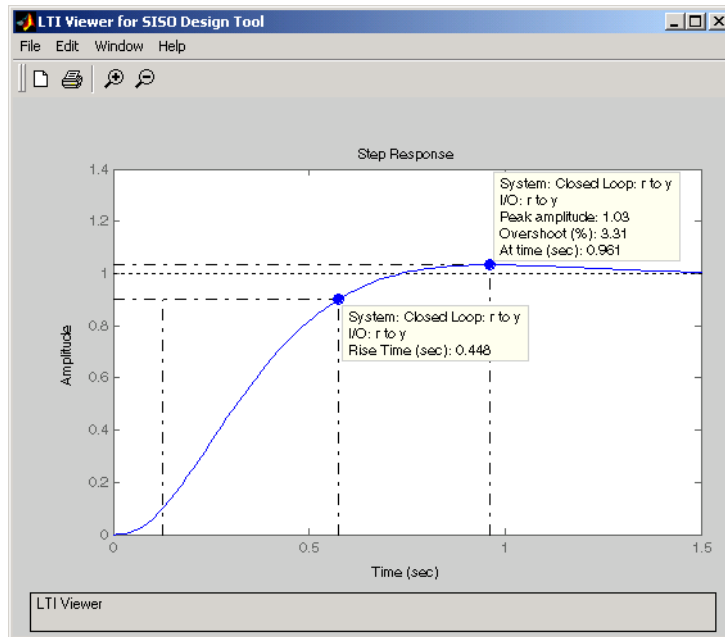 LTI Viewer for SISO Design Tool
File Edit Window Help
Step Response
1.4
1.2
1
0.8
0.6
0.4
0.2
0
Amplitude
System: Closed Loop: r to y
I/O: r to y
Peak amplitude: 1.03
Overshoot (%): 3.31
At time (sec): 0.961
System: Closed Loop: r to y
I/O: r to y
Rise Time (sec): 0.448
0 0.5 1 1.5
Time (sec)
LTI Viewer